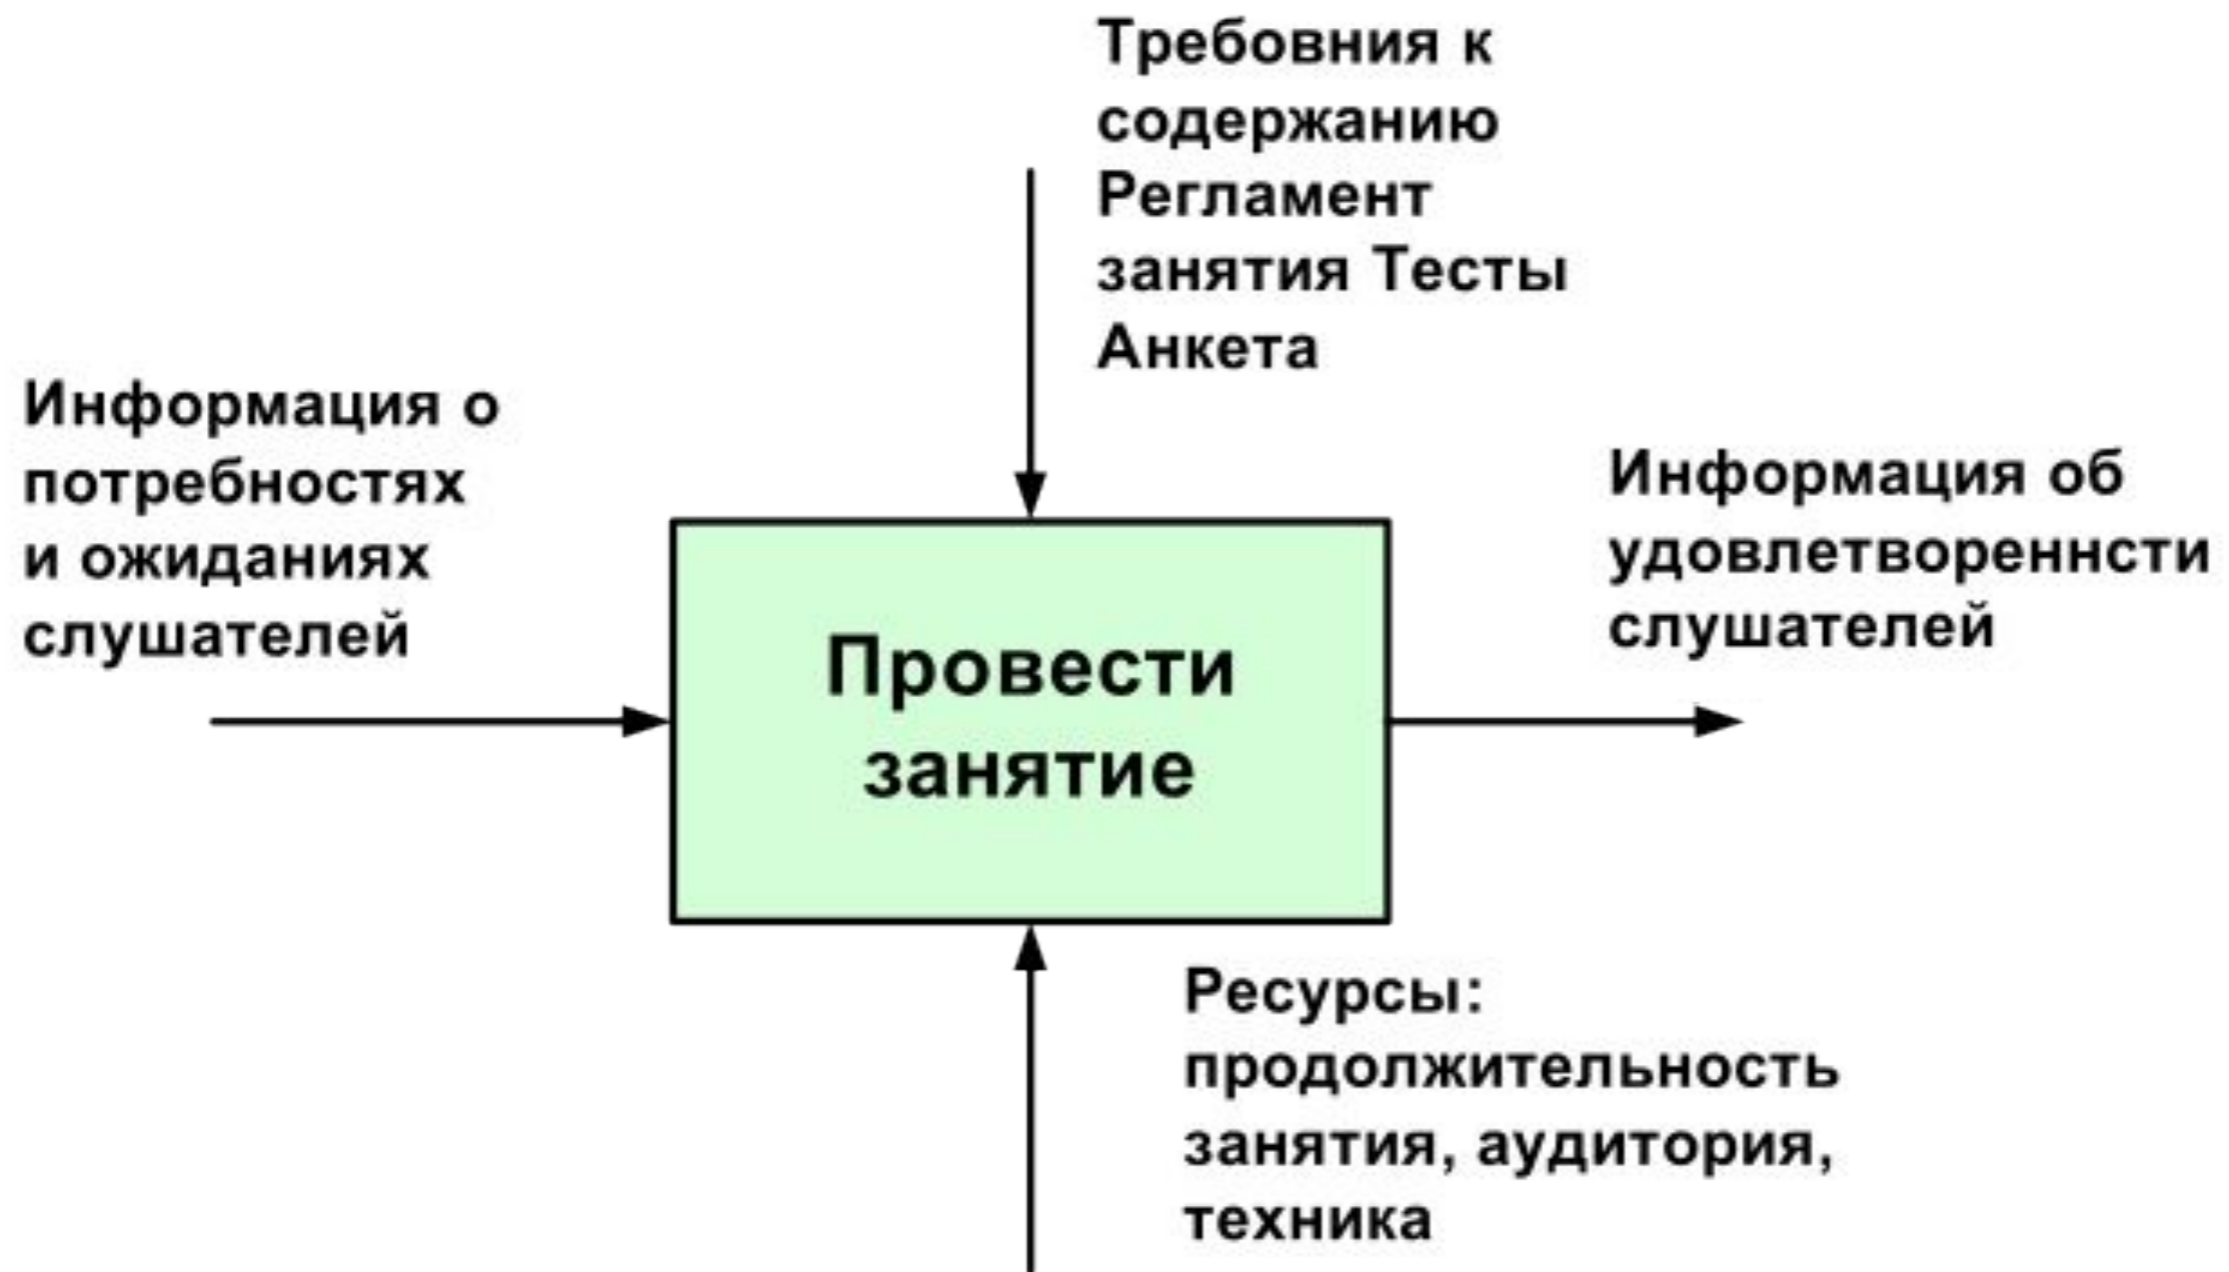 Требовния к
содержанию
Регламент
занятия Тесты
Анкета
Информация о
потребностях
и ожиданиях
слушателей
Провести
занятие
Информация об
удовлетвореннсти
слушателей
Ресурсы:
продолжительность
занятия, аудитория,
техника